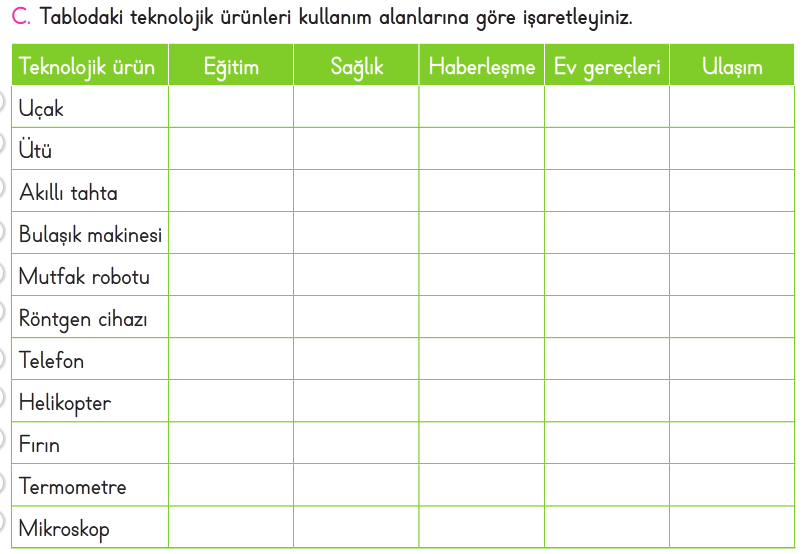 C. Tablodaki teknolojik ürünleri kullanım alanlarına göre işaretleyiniz.
Teknolojik ürün Eğitim Sağlık Haberleşme Ev gereçleri Ulaşım
Uçak
Ütü
Akıllı tahta
Bulaşık makinesi
Mutfak robotu
Röntgen cihazı
Telefon
Helikopter
Fırın
Termometre
Mikroskop